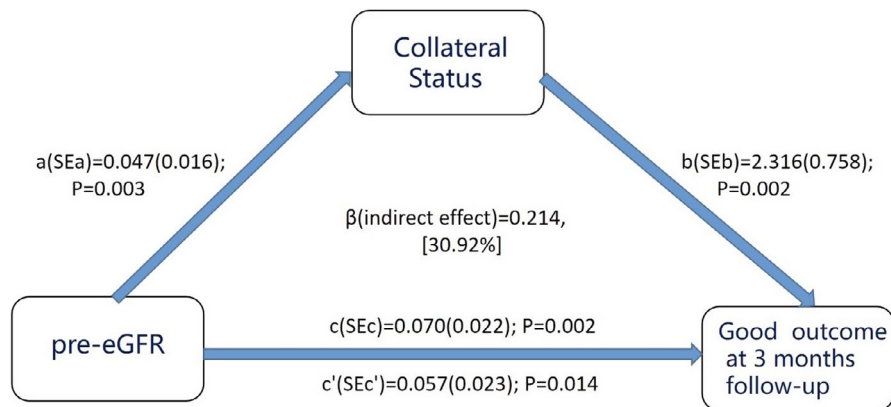 Collateral
Status
a(SEa)=0.047(0.016);
P=0.003
b(SEb)=2.316(0.758);
P=0.002
β(indirect effect)=0.214,
[30.92%]
pre-eGFR
c(SEc)=0.070(0.022); P=0.002
c'(SEc')=0.057(0.023); P=0.014
Good outcome
at 3 months
follow-up